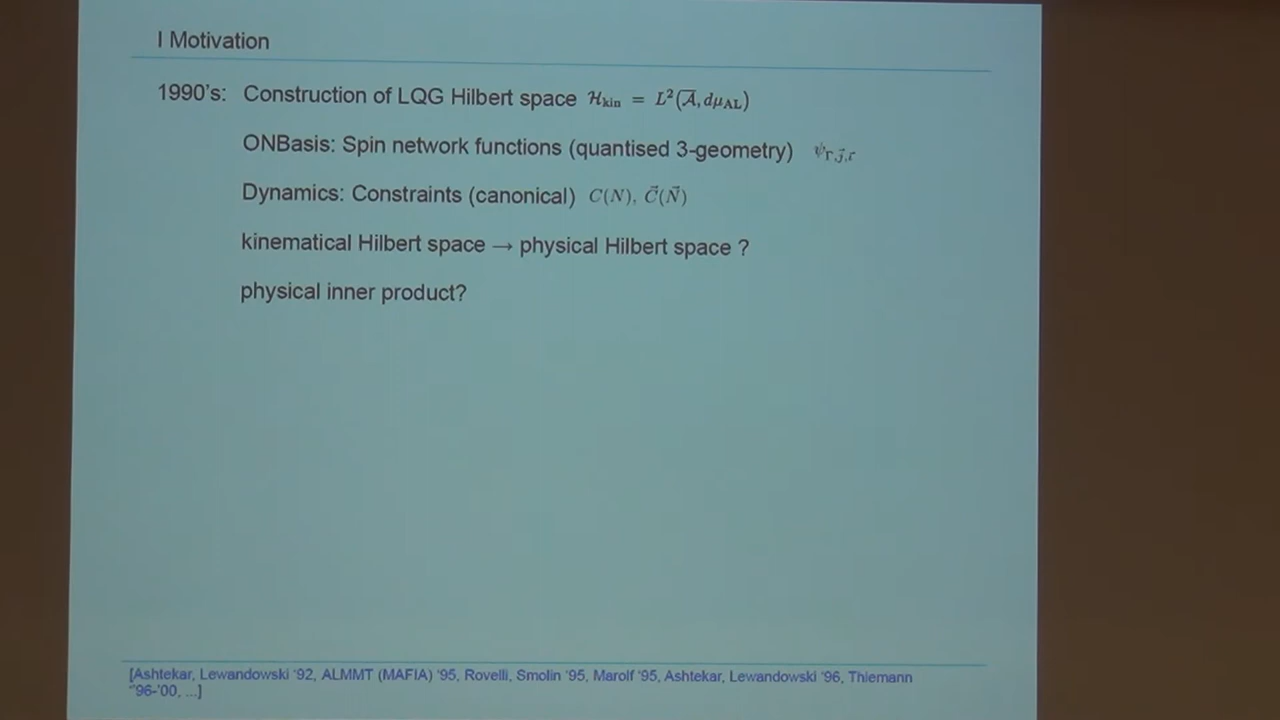 I Motivation
1990's: Construction of LQG Hilbert space ℋ_kin = L²(𝒜̅, dμ_AL)
ONBasis: Spin network functions (quantised 3-geometry) ψ_Γ,j⃗,ι⃗
Dynamics: Constraints (canonical) C(N), C⃗(N⃗)
kinematical Hilbert space → physical Hilbert space ?
physical inner product?
[Ashtekar, Lewandowski '92, ALMMT (MAFIA) '95, Rovelli, Smolin '95, Marolf '95, Ashtekar, Lewandowski '96, Thiemann
'96-'00, ...]